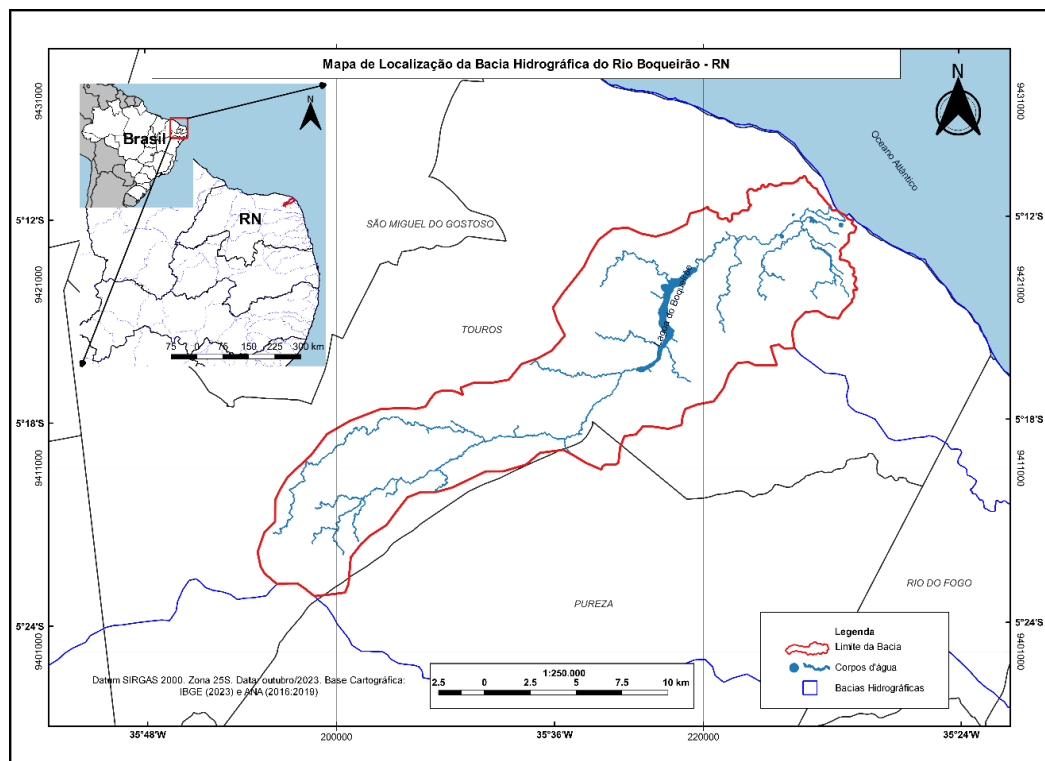 Mapa de Localização da Bacia Hidrográfica do Rio Boqueirão - RN
N
N
Brasil
RN
75 0 75 150 225 300 km
Oceano Atlântico
SÃO MIGUEL DO GOSTOSO
TOUROS
Lagoa do Boqueirão
PUREZA
RIO DO FOGO
9431000
9431000
5°12'S
5°12'S
9421000
9421000
5°18'S
5°18'S
9411000
9411000
5°24'S
5°24'S
9401000
9401000
Legenda
Limite da Bacia
Corpos d'água
Bacias Hidrográficas
Datum SIRGAS 2000. Zona 25S. Data: outubro/2023. Base Cartográfica:
IBGE (2023) e ANA (2016;2019)
1:250.000
2.5 0 2.5 5 7.5 10 km
35°48'W
200000
35°36'W
220000
35°24'W